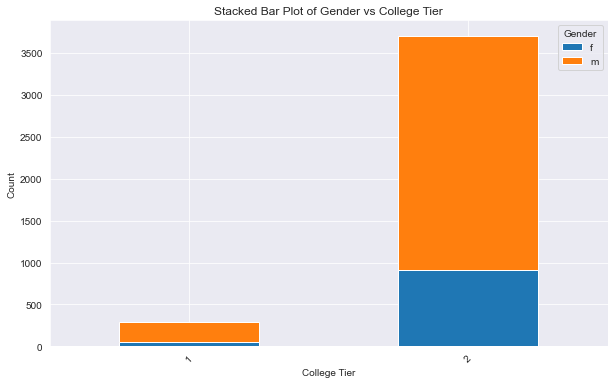 Stacked Bar Plot of Gender vs College Tier
Gender
f
m
3500
3000
2500
2000
1500
1000
500
0
Count
1
2
College Tier